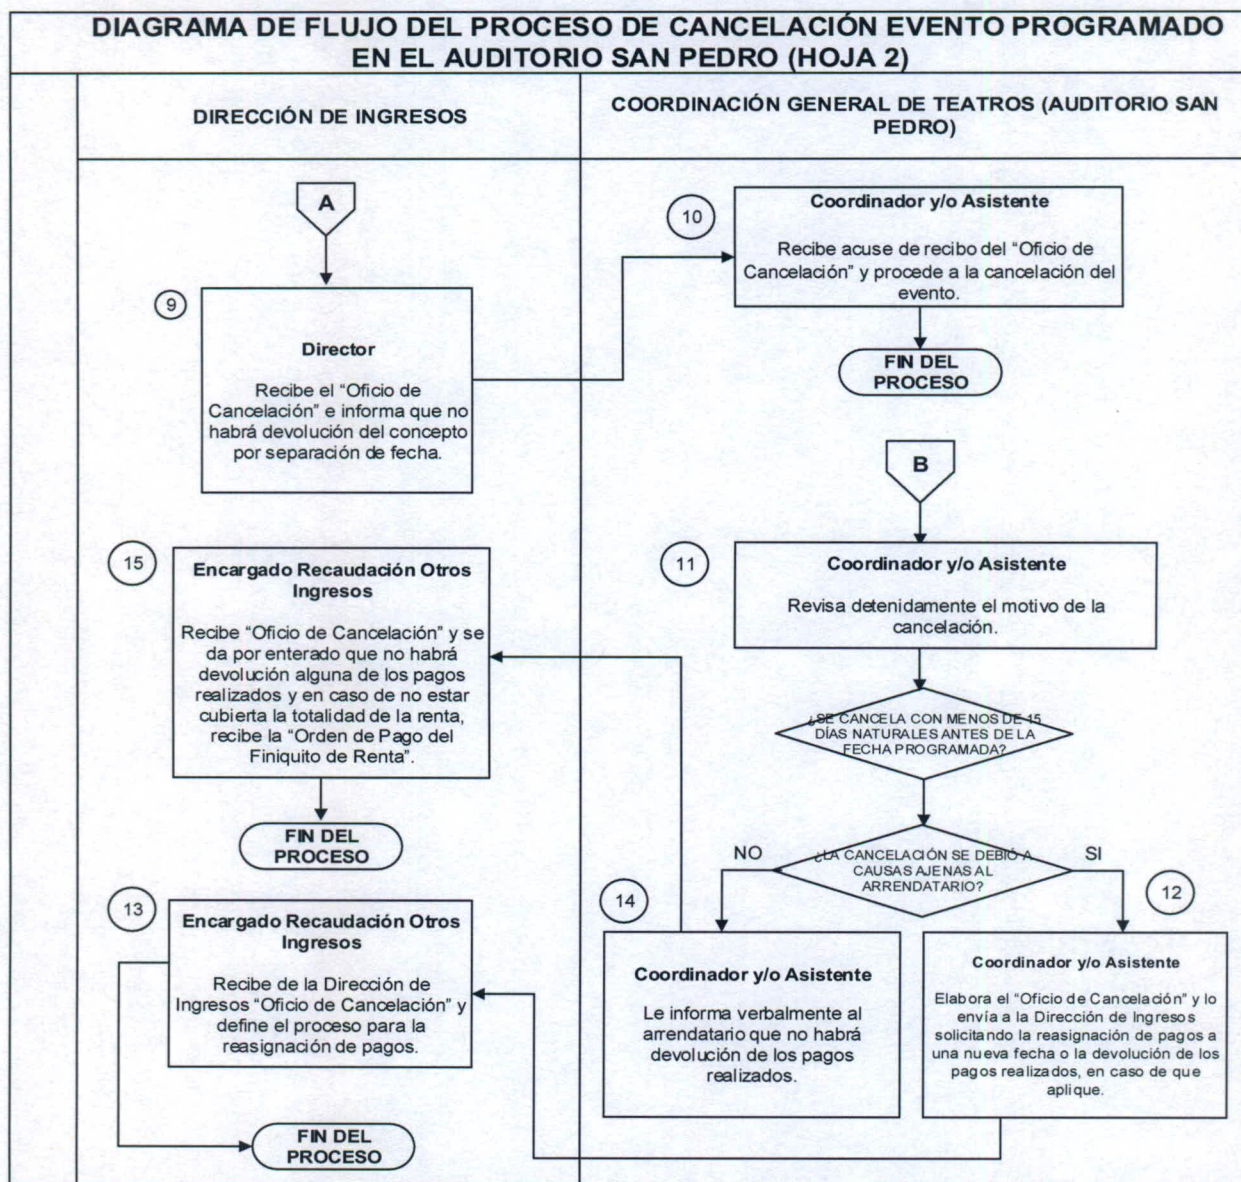 DIAGRAMA DE FLUJO DEL PROCESO DE CANCELACIÓN EVENTO PROGRAMADO
EN EL AUDITORIO SAN PEDRO (HOJA 2)
DIRECCIÓN DE INGRESOS
COORDINACIÓN GENERAL DE TEATROS (AUDITORIO SAN
PEDRO)
A
9
Director
Recibe el “Oficio de
Cancelación” e informa que no
habrá devolución del concepto
por separación de fecha.
10
Coordinador y/o Asistente
Recibe acuse de recibo del “Oficio de
Cancelación” y procede a la cancelación del
evento.
FIN DEL
PROCESO
B
11
Coordinador y/o Asistente
Revisa detenidamente el motivo de la
cancelación.
¿SE CANCELA CON MENOS DE 15
DÍAS NATURALES ANTES DE LA
FECHA PROGRAMADA?
¿LA CANCELACIÓN SE DEBIÓ A
CAUSAS AJENAS AL
ARRENDATARIO?
NO
SI
12
Coordinador y/o Asistente
Elabora el “Oficio de Cancelación” y lo
envía a la Dirección de Ingresos
solicitando la reasignación de pagos a
una nueva fecha o la devolución de los
pagos realizados, en caso de que
aplique.
14
Coordinador y/o Asistente
Le informa verbalmente al
arrendatario que no habrá
devolución de los pagos
realizados.
15
Encargado Recaudación Otros
Ingresos
Recibe “Oficio de Cancelación” y se
da por enterado que no habrá
devolución alguna de los pagos
realizados y en caso de no estar
cubierta la totalidad de la renta,
recibe la “Orden de Pago del
Finiquito de Renta”.
FIN DEL
PROCESO
13
Encargado Recaudación Otros
Ingresos
Recibe de la Dirección de
Ingresos “Oficio de Cancelación” y
define el proceso para la
reasignación de pagos.
FIN DEL
PROCESO